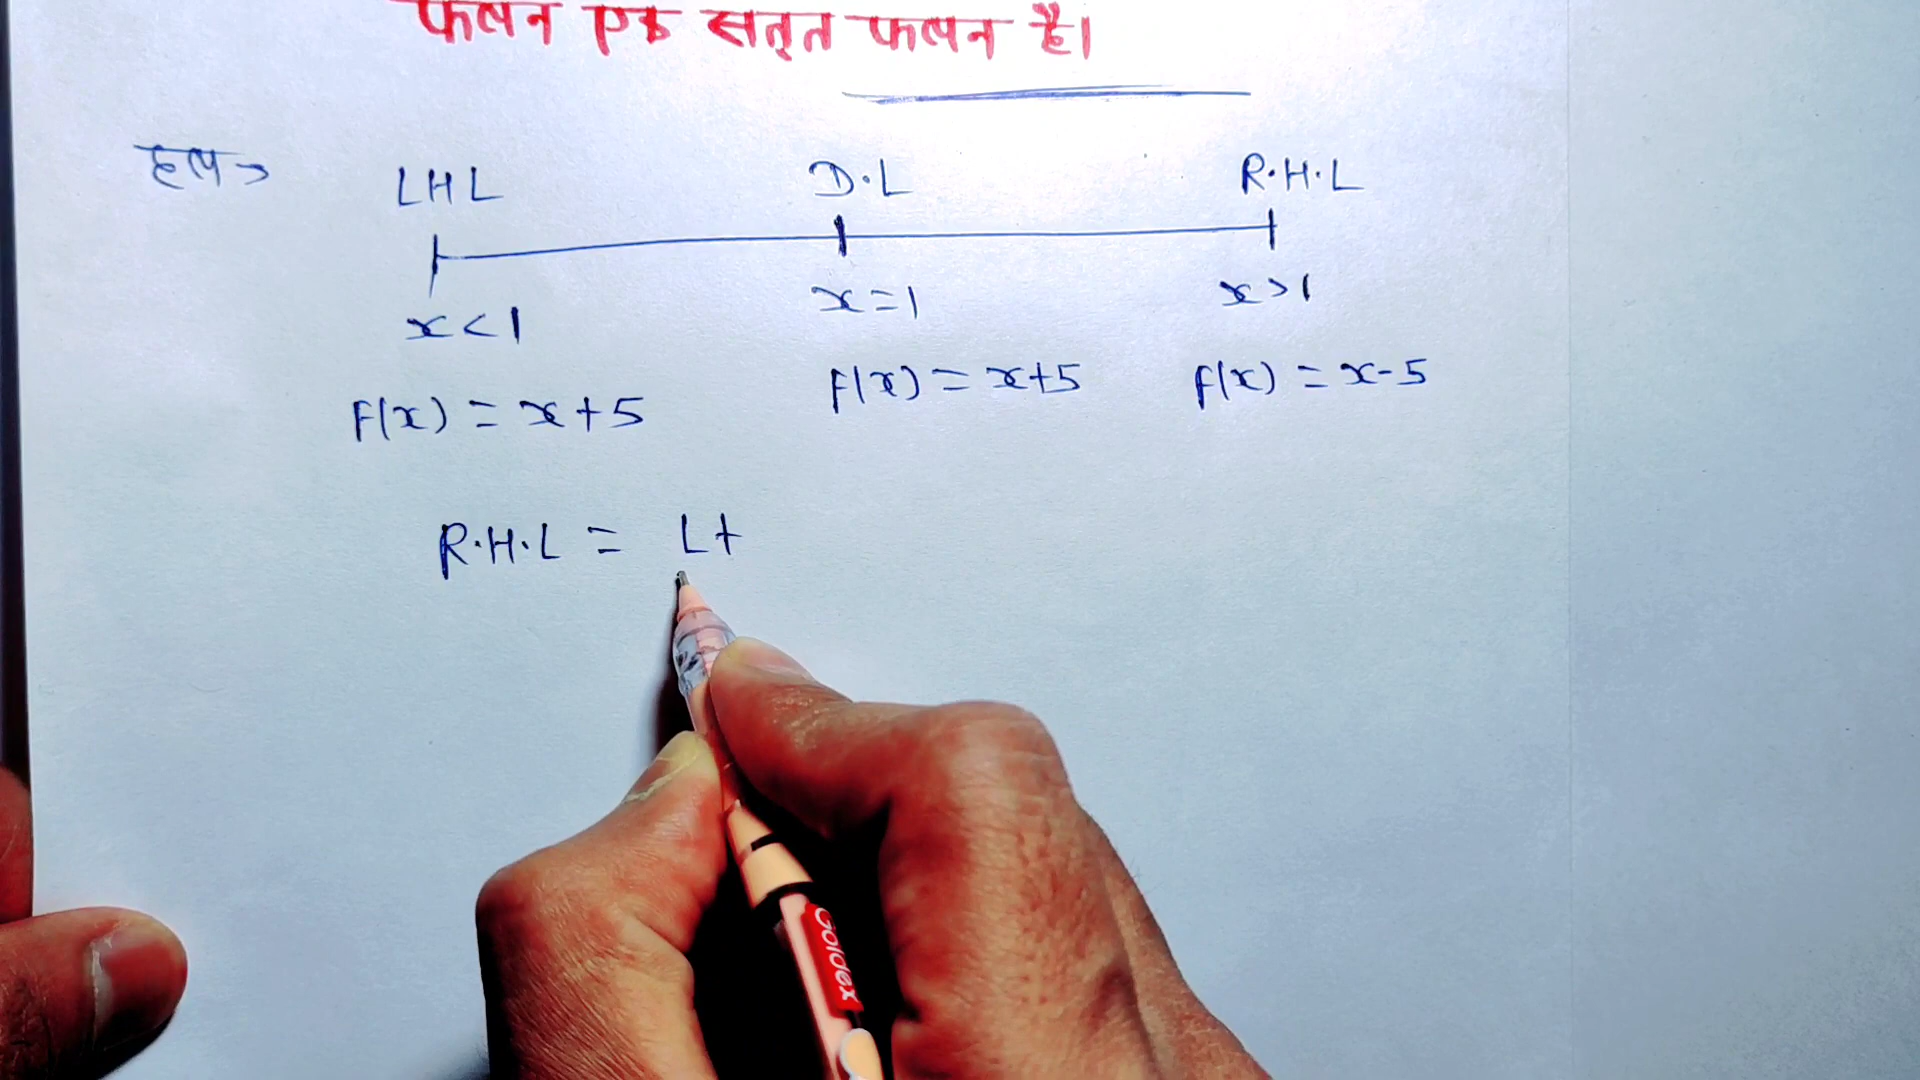 फलन एक सतत फलन है।
हल→
LHL D.L R.H.L
x<1 x=1 x>1
F(x) = x+5 F(x) = x+5 F(x) = x-5
R.H.L = Lt
Goldex